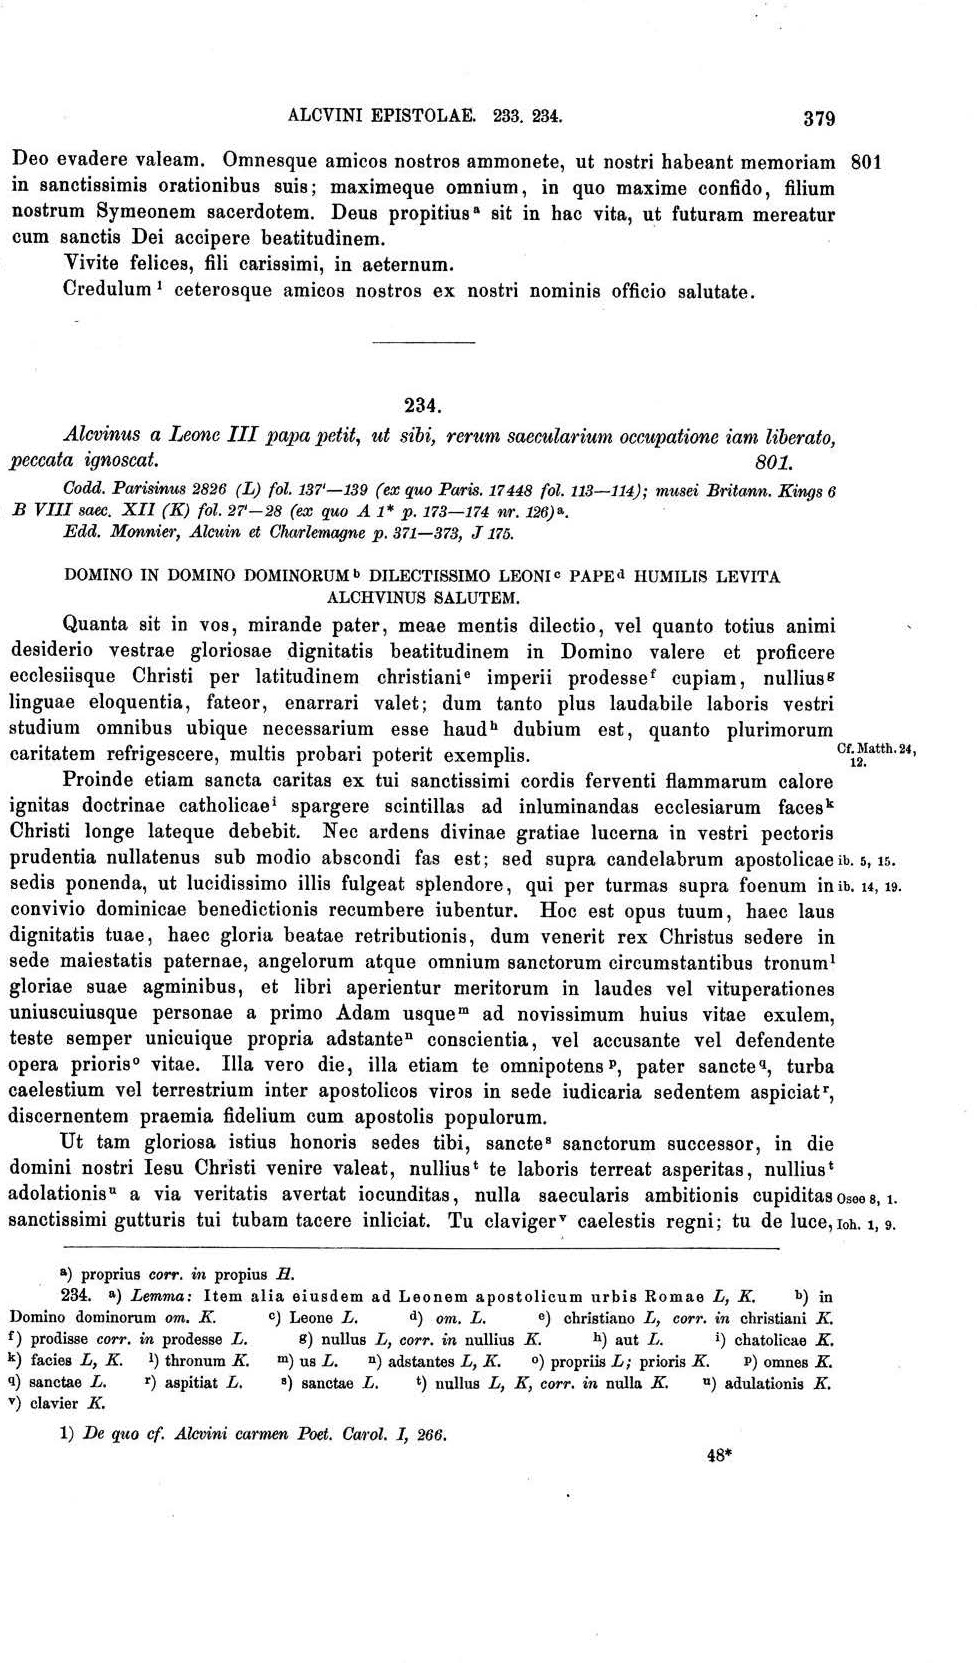 ALCVINI EPISTOLAE. 233. 234. 379
Deo evadere valeam. Omnesque amicos nostros ammonete, ut nostri habeant memoriam 801
in sanctissimis orationibus suis; maximeque omnium, in quo maxime confido, filium
nostrum Symeonem sacerdotem. Deus propitius ᵃ sit in hac vita, ut futuram mereatur
cum sanctis Dei accipere beatitudinem.
Vivite felices, fili carissimi, in aeternum.
Credulum ¹ ceterosque amicos nostros ex nostri nominis officio salutate.
234.
Alcvinus a Leone III papa petit, ut sibi, rerum saecularium occupatione iam liberato,
peccata ignoscat. 801.
Codd. Parisinus 2826 (L) fol. 137'—139 (ex quo Paris. 17448 fol. 113—114); musei Britann. Kings 6
B VIII saec. XII (K) fol. 27'—28 (ex quo A 1* p. 173—174 nr. 126)ᵃ.
Edd. Monnier, Alcuin et Charlemagne p. 371—373, J 175.
DOMINO IN DOMINO DOMINORUM ᵇ DILECTISSIMO LEONI ᶜ PAPE ᵈ HUMILIS LEVITA
ALCHVINUS SALUTEM.
Quanta sit in vos, mirande pater, meae mentis dilectio, vel quanto totius animi
desiderio vestrae gloriosae dignitatis beatitudinem in Domino valere et proficere
ecclesiisque Christi per latitudinem christiani ᵉ imperii prodesse ᶠ cupiam, nullius ᵍ
linguae eloquentia, fateor, enarrari valet; dum tanto plus laudabile laboris vestri
studium omnibus ubique necessarium esse haud ʰ dubium est, quanto plurimorum
caritatem refrigescere, multis probari poterit exemplis. Cf. Matth. 24, 12.
Proinde etiam sancta caritas ex tui sanctissimi cordis ferventi flammarum calore
ignitas doctrinae catholicae ⁱ spargere scintillas ad inluminandas ecclesiarum faces ᵏ
Christi longe lateque debebit. Nec ardens divinae gratiae lucerna in vestri pectoris
prudentia nullatenus sub modio abscondi fas est; sed supra candelabrum apostolicae ib. 5, 15.
sedis ponenda, ut lucidissimo illis fulgeat splendore, qui per turmas supra foenum in ib. 14, 19.
convivio dominicae benedictionis recumbere iubentur. Hoc est opus tuum, haec laus
dignitatis tuae, haec gloria beatae retributionis, dum venerit rex Christus sedere in
sede maiestatis paternae, angelorum atque omnium sanctorum circumstantibus tronum ˡ
gloriae suae agminibus, et libri aperientur meritorum in laudes vel vituperationes
uniuscuiusque personae a primo Adam usque ᵐ ad novissimum huius vitae exulem,
teste semper unicuique propria adstante ⁿ conscientia, vel accusante vel defendente
opera prioris ᵒ vitae. Illa vero die, illa etiam te omnipotens ᵖ, pater sancte q, turba
caelestium vel terrestrium inter apostolicos viros in sede iudicaria sedentem aspiciat ʳ,
discernentem praemia fidelium cum apostolis populorum.
Ut tam gloriosa istius honoris sedes tibi, sancte ˢ sanctorum successor, in die
domini nostri Iesu Christi venire valeat, nullius ᵗ te laboris terreat asperitas, nullius ᵗ
adolationis ᵘ a via veritatis avertat iocunditas, nulla saecularis ambitionis cupiditas Osee 8, 1.
sanctissimi gutturis tui tubam tacere inliciat. Tu claviger ᵛ caelestis regni; tu de luce, Ioh. 1, 9.
a) proprius corr. in propius H.
234. a) Lemma: Item alia eiusdem ad Leonem apostolicum urbis Romae L, K. b) in
Domino dominorum om. K. c) Leone L. d) om. L. e) christiano L, corr. in christiani K.
f) prodisse corr. in prodesse L. g) nullus L, corr. in nullius K. h) aut L. i) chatolicae K.
k) facies L, K. l) thronum K. m) us L. n) adstantes L, K. o) propriis L; prioris K. p) omnes K.
q) sanctae L. r) aspitiat L. s) sanctae L. t) nullus L, K, corr. in nulla K. u) adulationis K.
v) clavier K.
1) De quo cf. Alcvini carmen Poet. Carol. I, 266.
48*